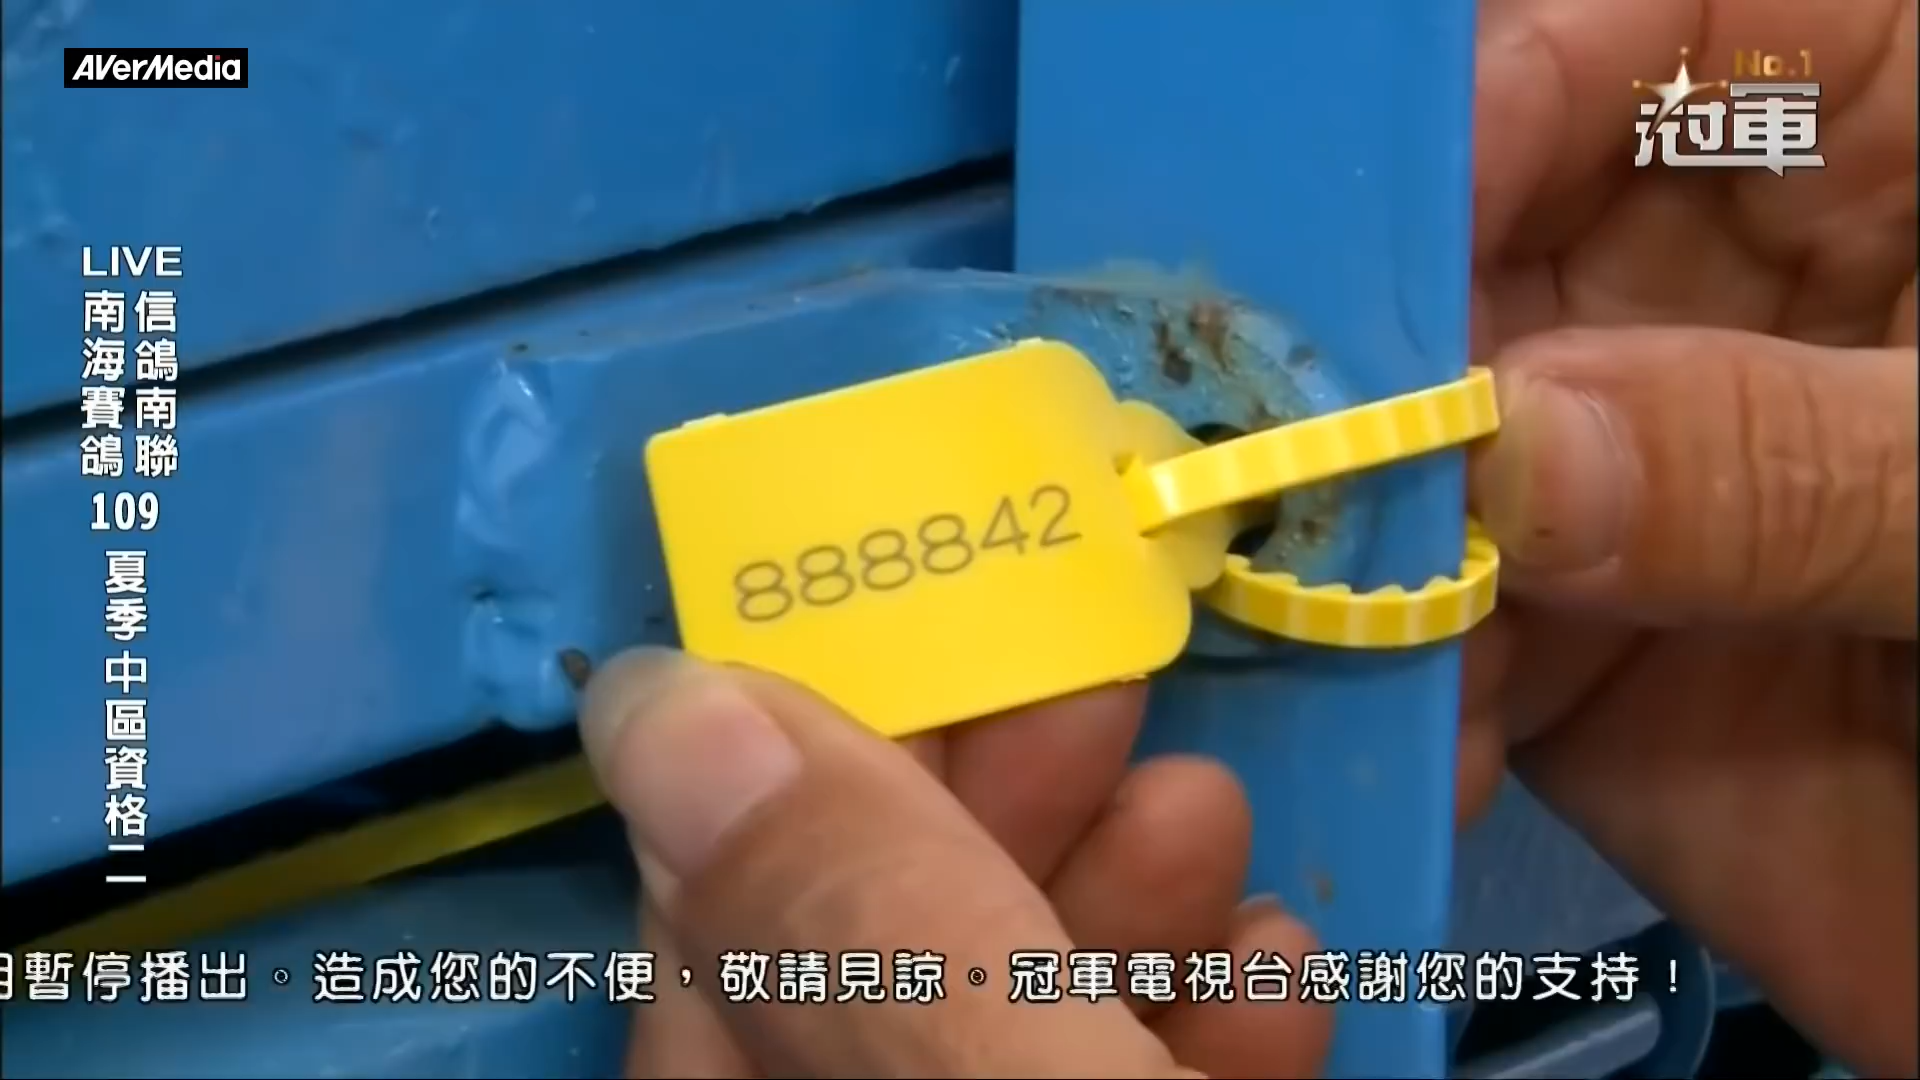 AVerMedia
No.1
冠軍
LIVE
信鴿南聯
南海賽鴿
109
夏季中區資格二
888842
暫停播出。造成您的不便，敬請見諒。冠軍電視台感謝您的支持！